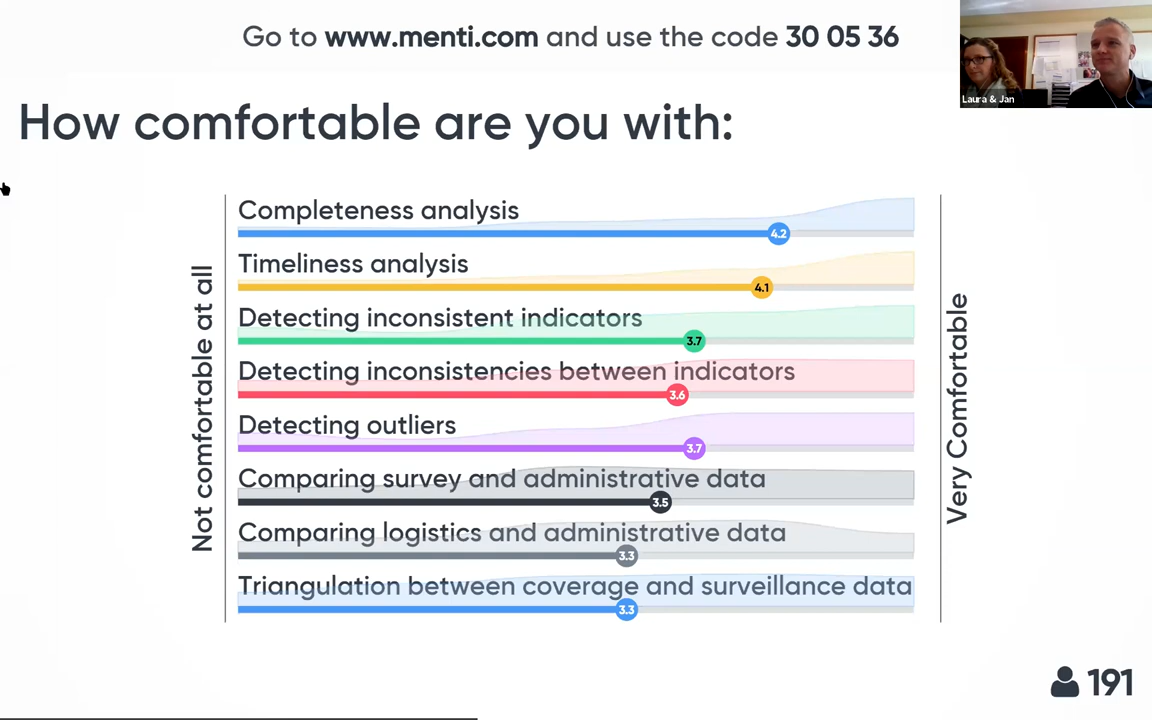 Go to www.menti.com and use the code 30 05 36
Laura & Jan
How comfortable are you with:
Not comfortable at all
Completeness analysis
4.2
Timeliness analysis
4.1
Detecting inconsistent indicators
3.7
Detecting inconsistencies between indicators
3.6
Detecting outliers
3.7
Comparing survey and administrative data
3.5
Comparing logistics and administrative data
3.3
Triangulation between coverage and surveillance data
3.3
Very Comfortable
191